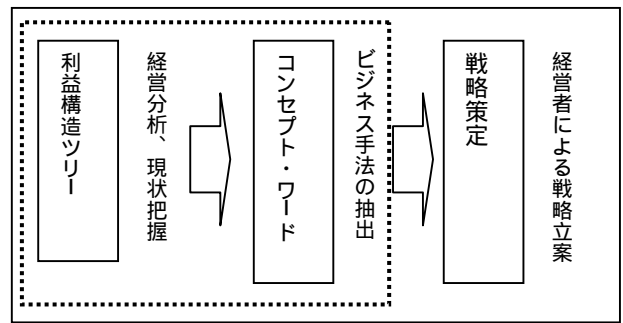 利益構造ツリー
経営分析、現状把握
コンセプト・ワード
ビジネス手法の抽出
戦略策定
経営者による戦略立案